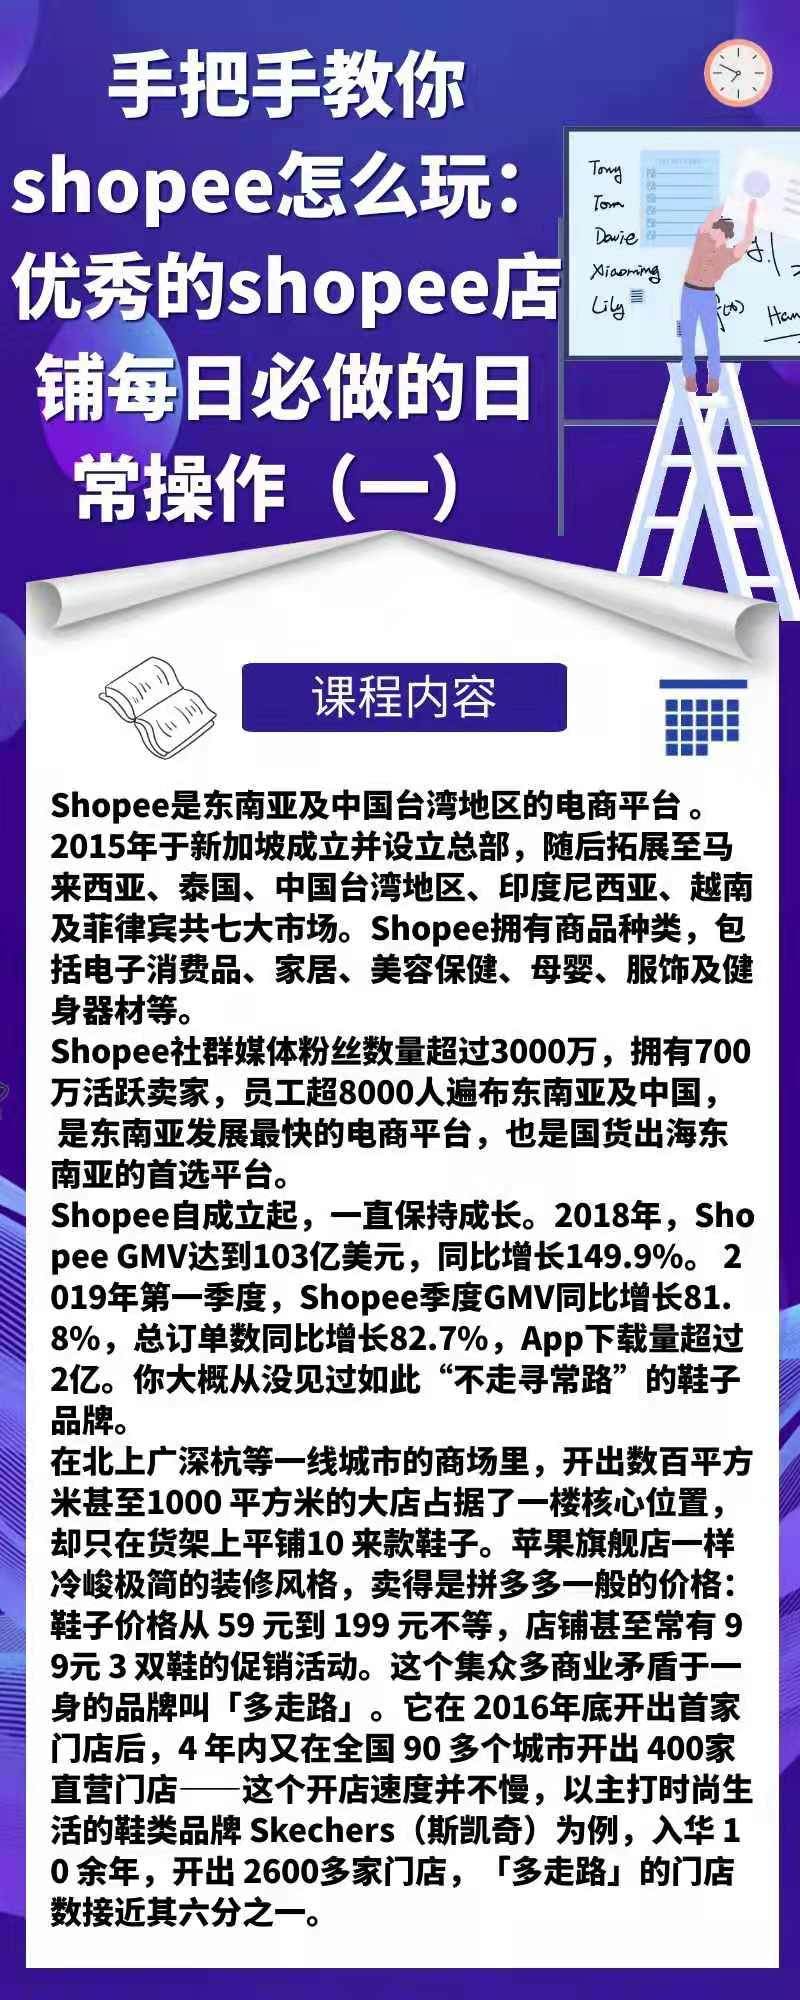 手把手教你
shopee怎么玩：
优秀的shopee店
铺每日必做的日
常操作（一）
Tony
Tom
Davie
Xiaoming
Lily
课程内容
Shopee是东南亚及中国台湾地区的电商平台 。
2015年于新加坡成立并设立总部，随后拓展至马
来西亚、泰国、中国台湾地区、印度尼西亚、越南
及菲律宾共七大市场。Shopee拥有商品种类，包
括电子消费品、家居、美容保健、母婴、服饰及健
身器材等。
Shopee社群媒体粉丝数量超过3000万，拥有700
万活跃卖家，员工超8000人遍布东南亚及中国，
是东南亚发展最快的电商平台，也是国货出海东
南亚的首选平台。
Shopee自成立起，一直保持成长。2018年，Sho
pee GMV达到103亿美元，同比增长149.9%。 2
019年第一季度，Shopee季度GMV同比增长81.
8%，总订单数同比增长82.7%，App下载量超过
2亿。你大概从没见过如此“不走寻常路”的鞋子
品牌。
在北上广深杭等一线城市的商场里，开出数百平方
米甚至1000 平方米的大店占据了一楼核心位置，
却只在货架上平铺10 来款鞋子。苹果旗舰店一样
冷峻极简的装修风格，卖得是拼多多一般的价格：
鞋子价格从 59 元到 199 元不等，店铺甚至常有 9
9元 3 双鞋的促销活动。这个集众多商业矛盾于一
身的品牌叫「多走路」。它在 2016年底开出首家
门店后，4 年内又在全国 90 多个城市开出 400家
直营门店——这个开店速度并不慢，以主打时尚生
活的鞋类品牌 Skechers（斯凯奇）为例，入华 1
0 余年，开出 2600多家门店，「多走路」的门店
数接近其六分之一。